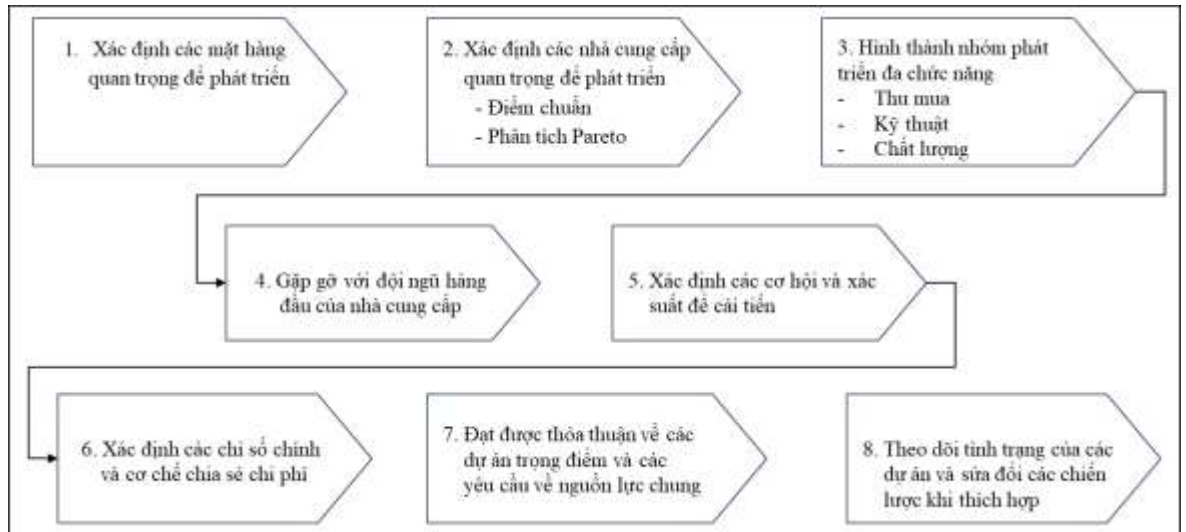 1. Xác định các mặt hàng
quan trọng để phát triển
2. Xác định các nhà cung cấp
quan trọng để phát triển
- Điểm chuẩn
- Phân tích Pareto
3. Hình thành nhóm phát
triển đa chức năng
- Thu mua
- Kỹ thuật
- Chất lượng
4. Gặp gỡ với đội ngũ hàng
đầu của nhà cung cấp
5. Xác định các cơ hội và xác
suất để cải tiến
6. Xác định các chỉ số chính
và cơ chế chia sẻ chi phí
7. Đạt được thỏa thuận về các
dự án trọng điểm và các
yêu cầu về nguồn lực chung
8. Theo dõi tình trạng của các
dự án và sửa đổi các chiến
lược khi thích hợp